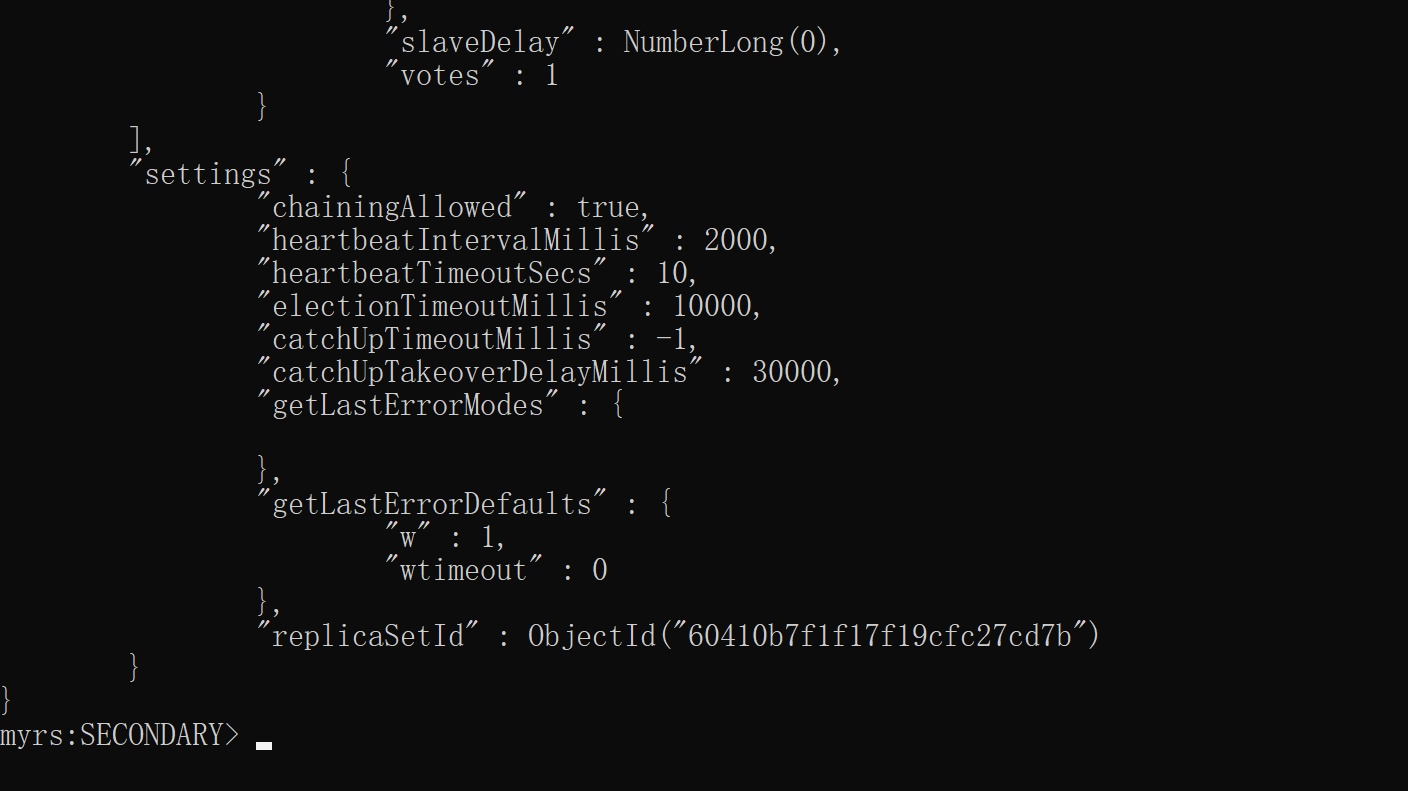 },
"slaveDelay" : NumberLong(0),
"votes" : 1
}
],
"settings" : {
"chainingAllowed" : true,
"heartbeatIntervalMillis" : 2000,
"heartbeatTimeoutSecs" : 10,
"electionTimeoutMillis" : 10000,
"catchUpTimeoutMillis" : -1,
"catchUpTakeoverDelayMillis" : 30000,
"getLastErrorModes" : {
},
"getLastErrorDefaults" : {
"w" : 1,
"wtimeout" : 0
},
"replicaSetId" : ObjectId("60410b7f1f17f19cfc27cd7b")
}
}
myrs:SECONDARY>